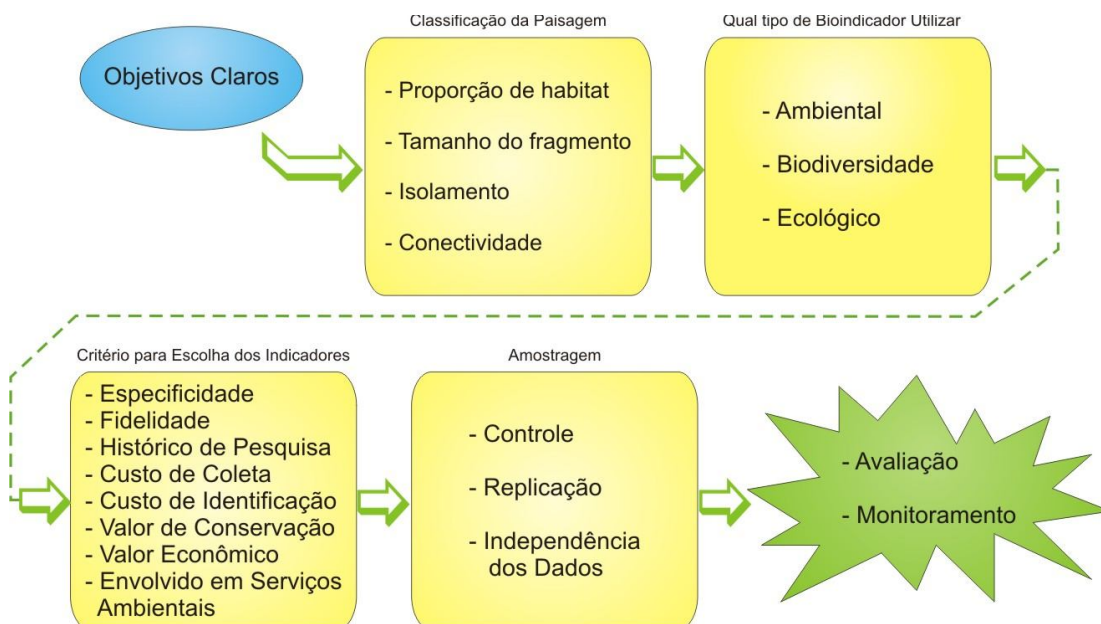 Objetivos Claros
Classificação da Paisagem
- Proporção de habitat
- Tamanho do fragmento
- Isolamento
- Conectividade
Qual tipo de Bioindicador Utilizar
- Ambiental
- Biodiversidade
- Ecológico
Critério para Escolha dos Indicadores
- Especificidade
- Fidelidade
- Histórico de Pesquisa
- Custo de Coleta
- Custo de Identificação
- Valor de Conservação
- Valor Econômico
- Envolvido em Serviços
Ambientais
Amostragem
- Controle
- Replicação
- Independência
dos Dados
- Avaliação
- Monitoramento